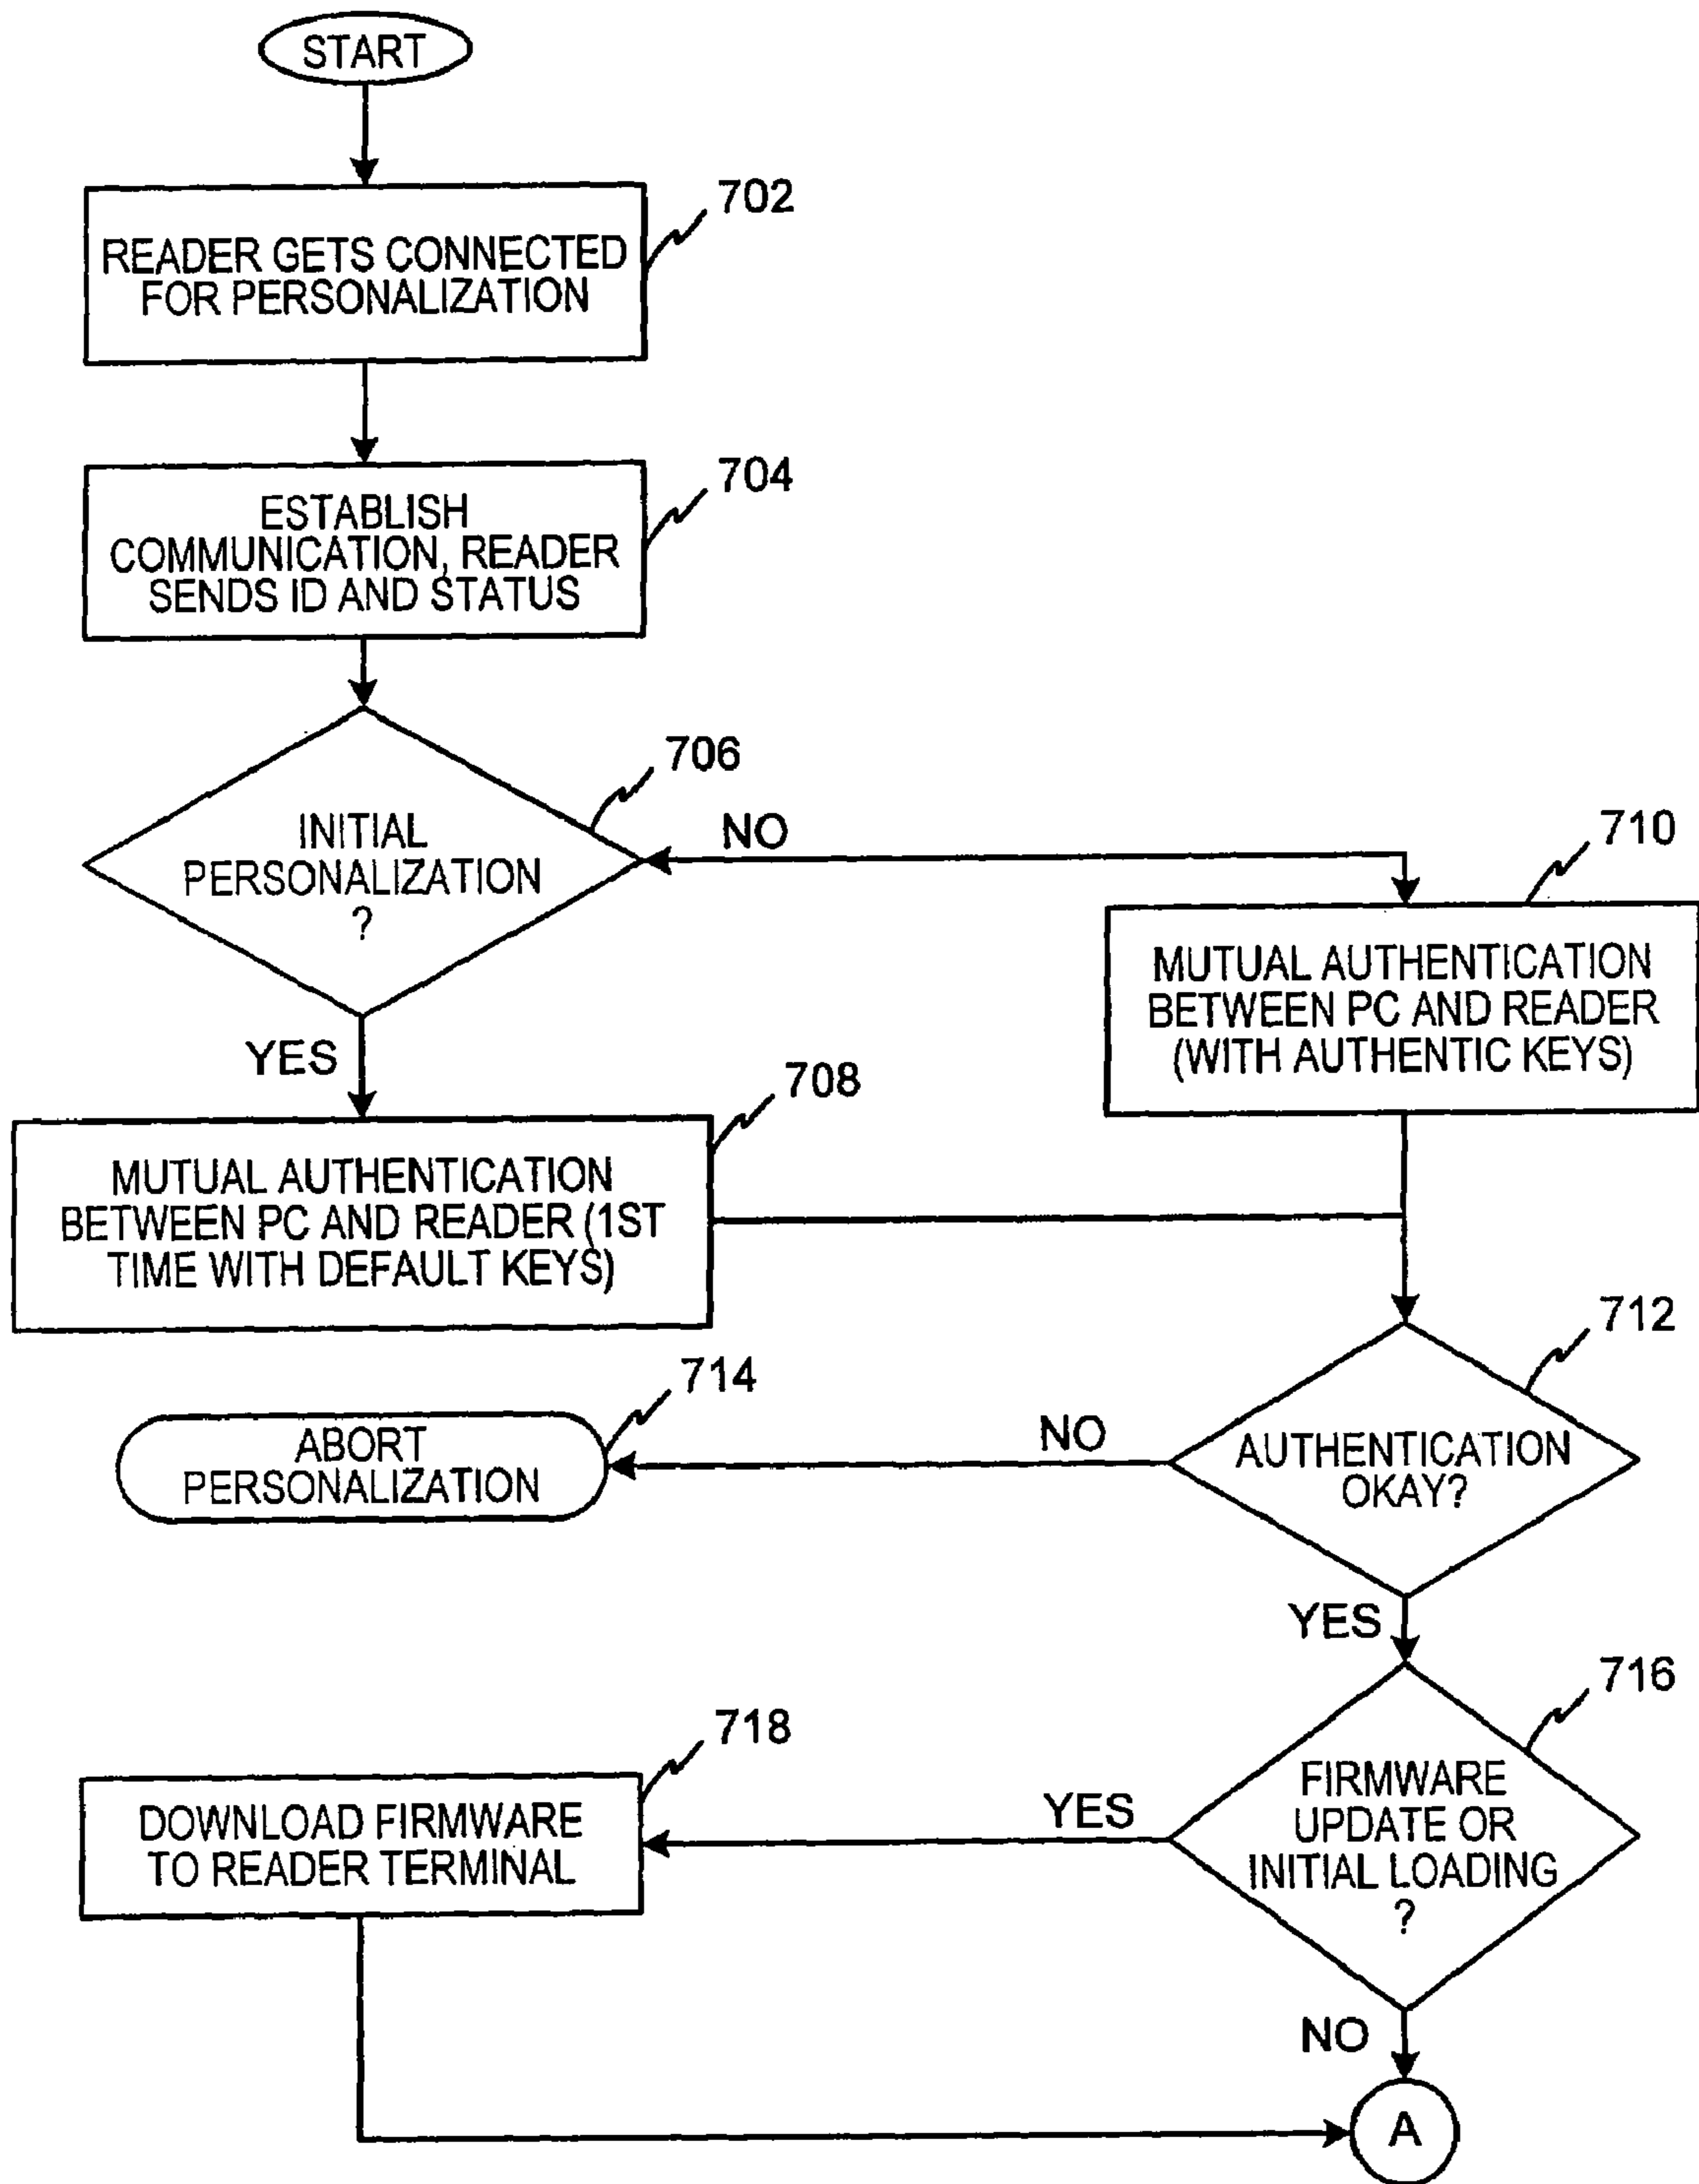 START
702
READER GETS CONNECTED
FOR PERSONALIZATION
704
ESTABLISH
COMMUNICATION, READER
SENDS ID AND STATUS
706
INITIAL
PERSONALIZATION
?
NO
YES
710
MUTUAL AUTHENTICATION
BETWEEN PC AND READER
(WITH AUTHENTIC KEYS)
708
MUTUAL AUTHENTICATION
BETWEEN PC AND READER (1ST
TIME WITH DEFAULT KEYS)
712
AUTHENTICATION
OKAY?
NO
714
ABORT
PERSONALIZATION
YES
716
FIRMWARE
UPDATE OR
INITIAL LOADING
?
YES
718
DOWNLOAD FIRMWARE
TO READER TERMINAL
NO
A